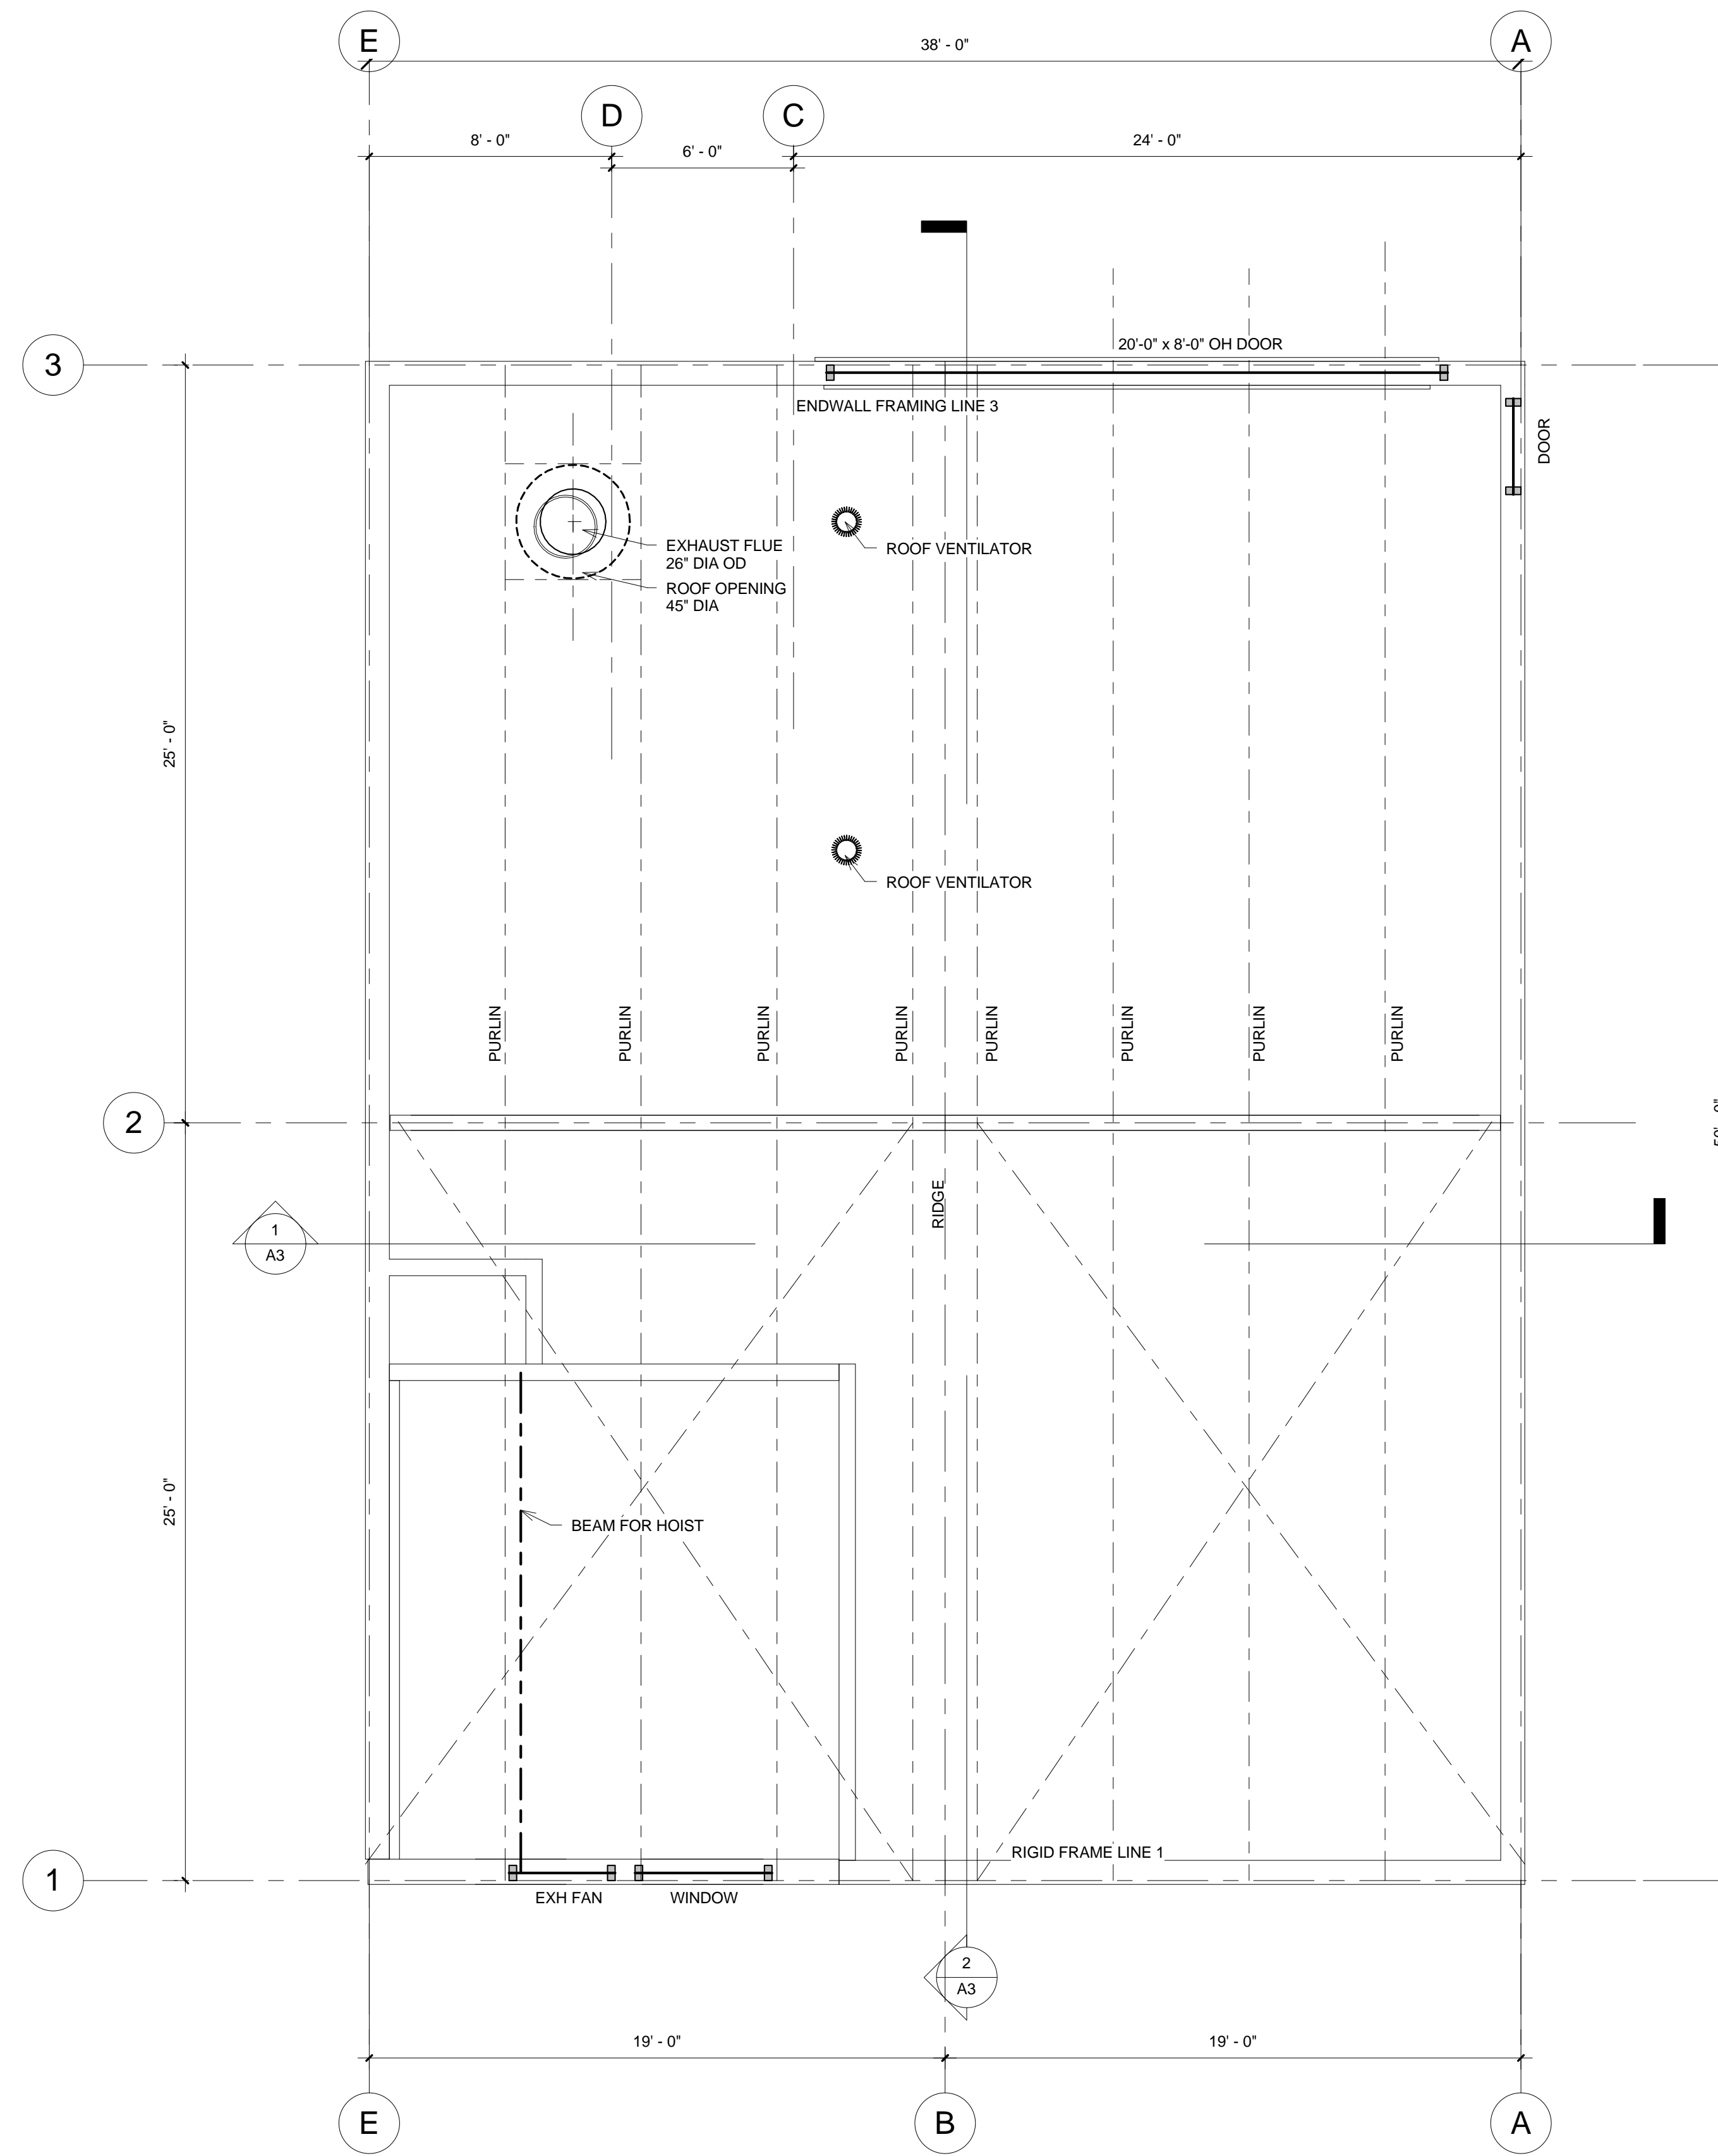 E
A
38' - 0"
D
C
8' - 0"
6' - 0"
24' - 0"
3
20'-0" x 8'-0" OH DOOR
ENDWALL FRAMING LINE 3
DOOR
EXHAUST FLUE
26" DIA OD
ROOF OPENING
45" DIA
ROOF VENTILATOR
25' - 0"
ROOF VENTILATOR
PURLIN
PURLIN
PURLIN
PURLIN
PURLIN
PURLIN
PURLIN
PURLIN
2
RIDGE
1
A3
25' - 0"
BEAM FOR HOIST
RIGID FRAME LINE 1
1
EXH FAN
WINDOW
2
A3
19' - 0"
19' - 0"
E
B
A